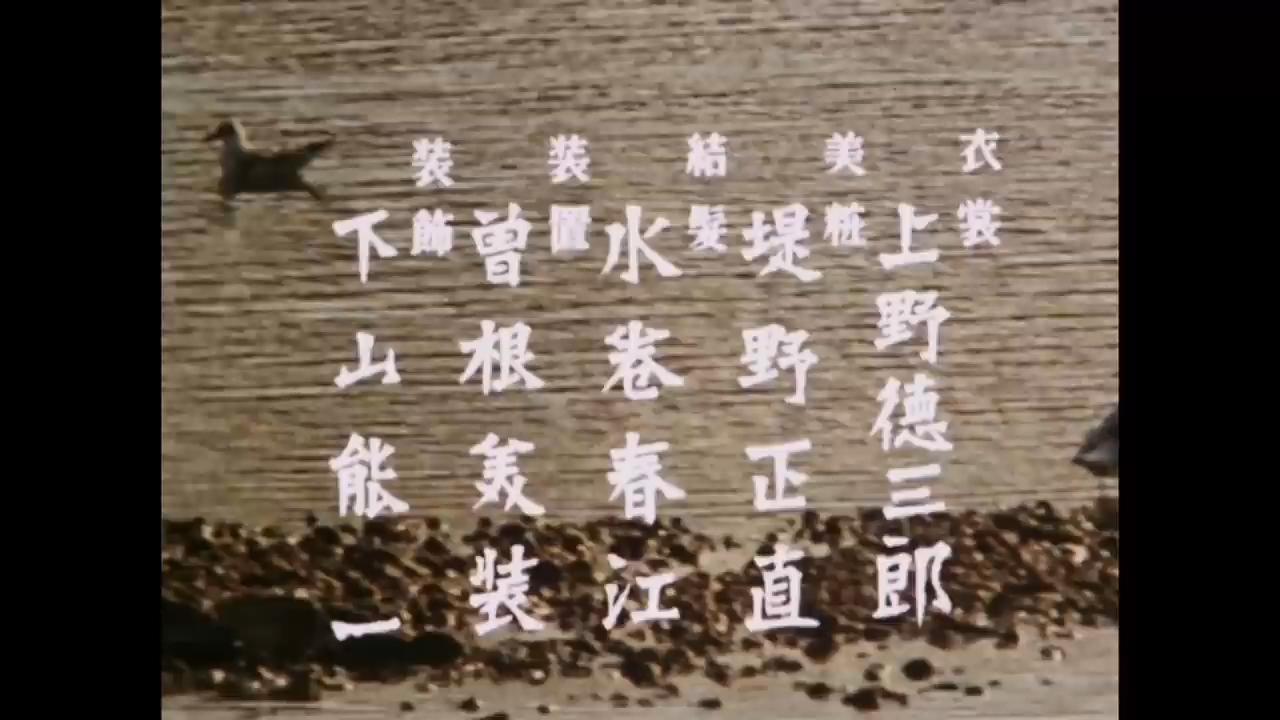 衣裳
上野徳三郎
美粧
堤野正直
結髪
水巻春江
装置
曽根美装
装飾
下山能一